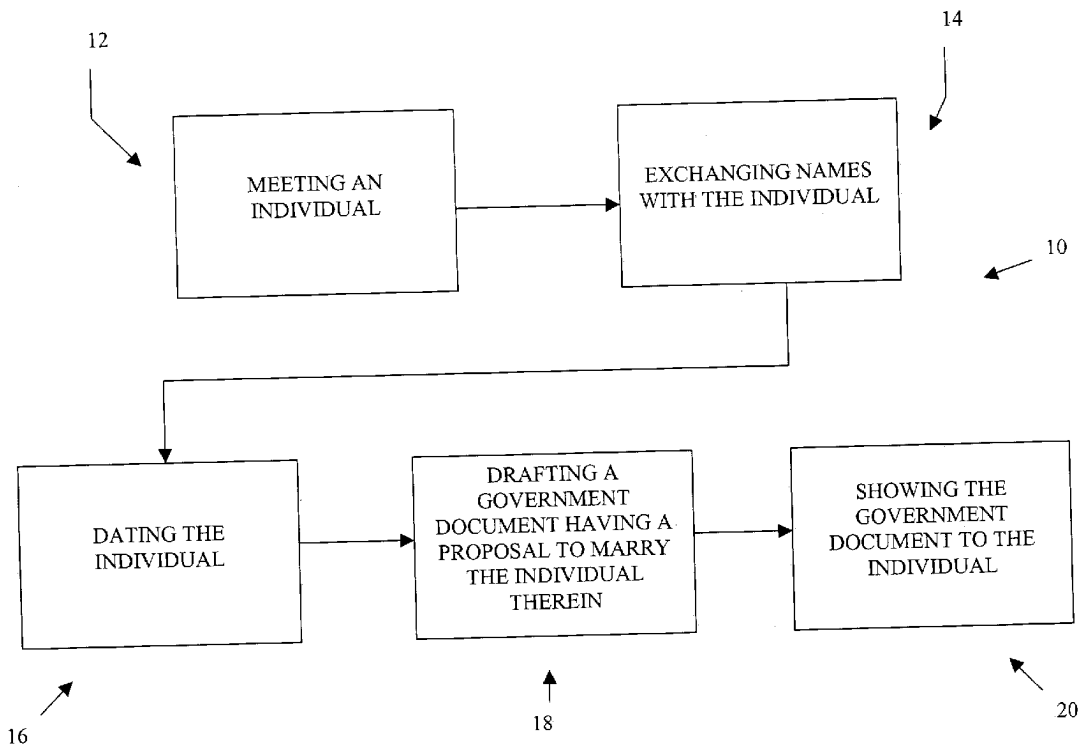 12
14
MEETING AN
INDIVIDUAL
EXCHANGING NAMES
WITH THE INDIVIDUAL
10
DATING THE
INDIVIDUAL
DRAFTING A
GOVERNMENT
DOCUMENT HAVING A
PROPOSAL TO MARRY
THE INDIVIDUAL
THEREIN
SHOWING THE
GOVERNMENT
DOCUMENT TO THE
INDIVIDUAL
16
18
20